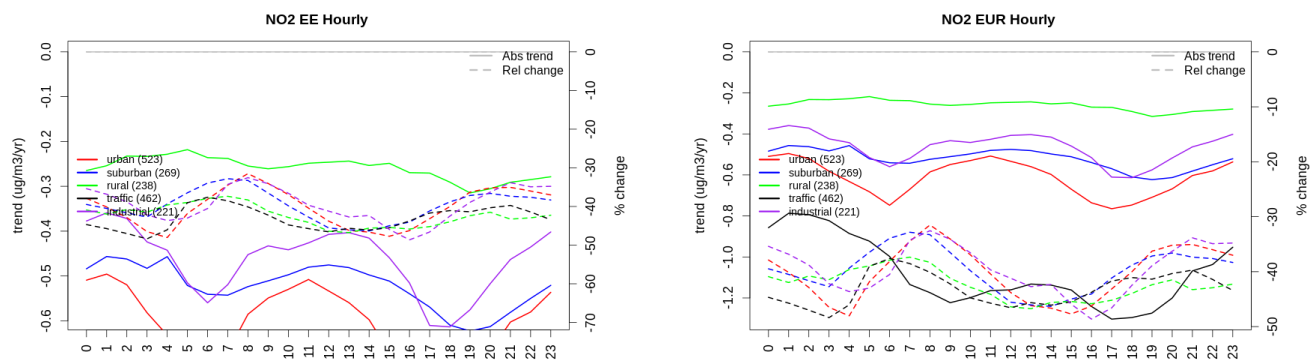 NO2 EE Hourly
0.0
-0.1
-0.2
-0.3
-0.4
-0.5
-0.6
trend (ug/m3/yr)
Abs trend
Rel change
urban (523)
suburban (269)
rural (238)
traffic (462)
industrial (221)
0
-10
-20
-30
-40
-50
-60
-70
% change
0 1 2 3 4 5 6 7 8 9 10 11 12 13 14 15 16 17 18 19 20 21 22 23
NO2 EUR Hourly
0.0
-0.2
-0.4
-0.6
-0.8
-1.0
-1.2
trend (ug/m3/yr)
Abs trend
Rel change
urban (523)
suburban (269)
rural (238)
traffic (462)
industrial (221)
0
-10
-20
-30
-40
-50
% change
0 1 2 3 4 5 6 7 8 9 10 11 12 13 14 15 16 17 18 19 20 21 22 23